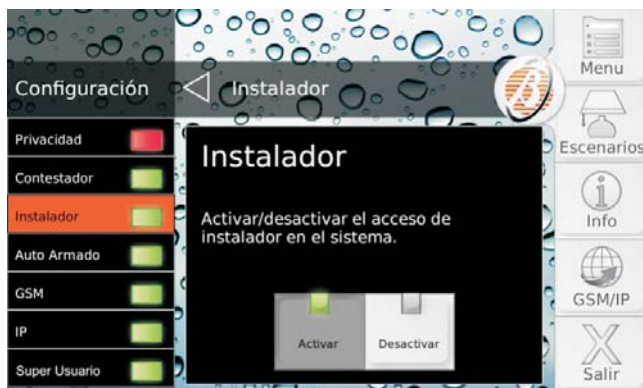 Configuración
Instalador
Privacidad
Contestador
Instalador
Auto Armado
GSM
IP
Super Usuario
Instalador
Activar/desactivar el acceso de
instalador en el sistema.
Activar
Desactivar
Menu
Escenarios
Info
GSM/IP
Salir